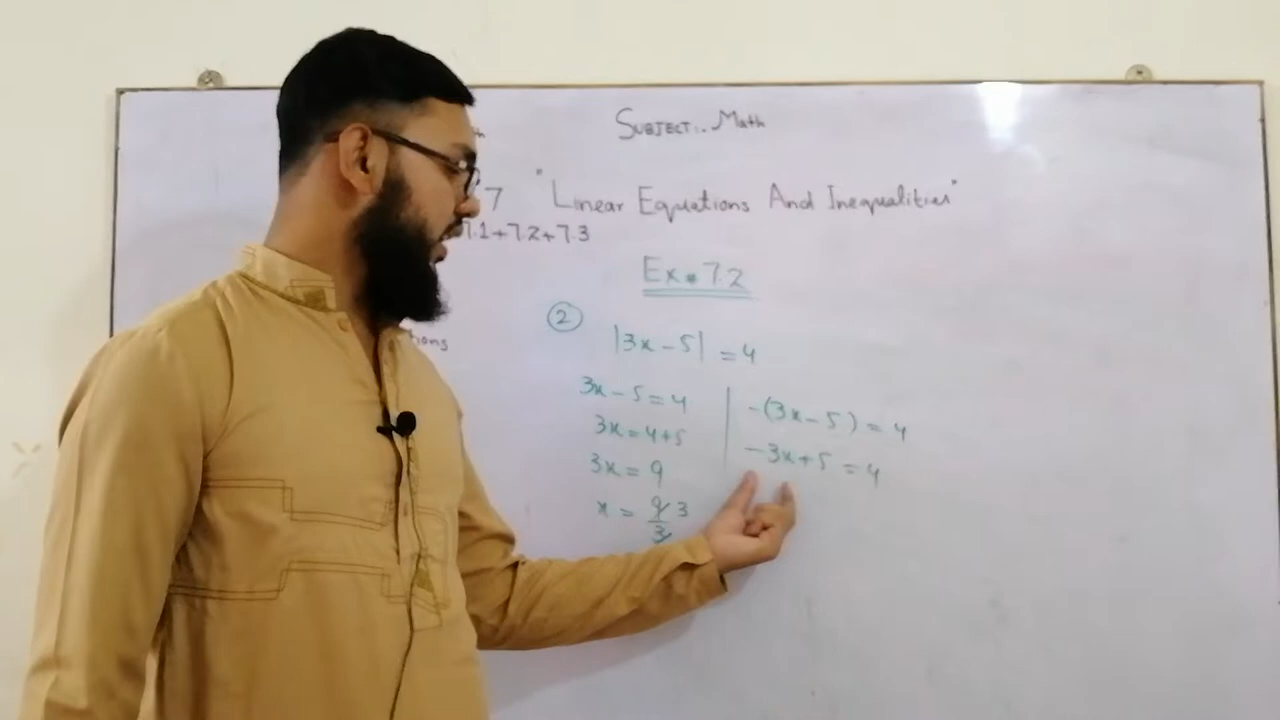 SUBJECT:. Math
7 "Linear Equations And Inequalities"
7.1+7.2+7.3
Ex # 7.2
2
|3x - 5| = 4
3x - 5 = 4
3x = 4+5
3x = 9
x = 9/3 3
-(3x - 5) = 4
-3x + 5 = 4